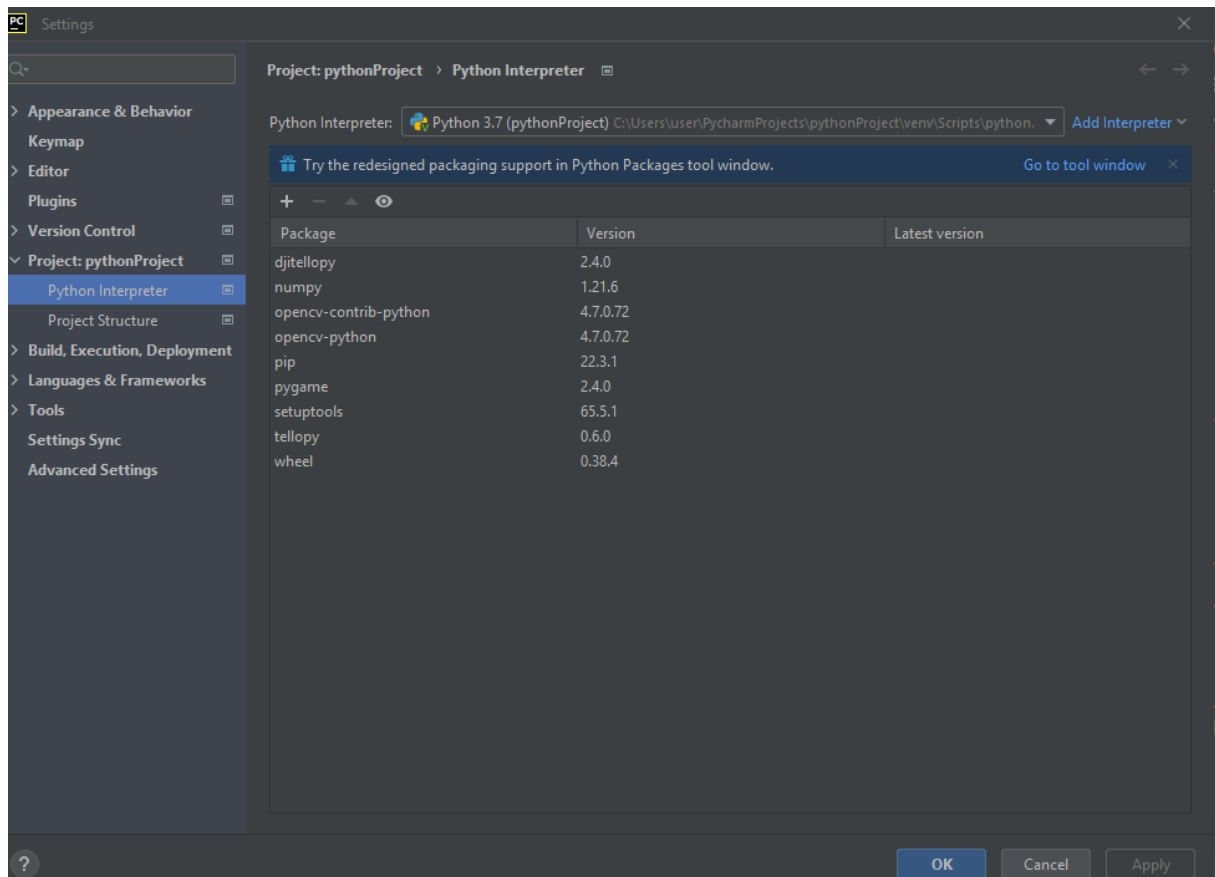 PC Settings
Project: pythonProject › Python Interpreter
Appearance & Behavior
Keymap
Editor
Plugins
Version Control
Project: pythonProject
Python Interpreter
Project Structure
Build, Execution, Deployment
Languages & Frameworks
Tools
Settings Sync
Advanced Settings
Python Interpreter: Python 3.7 (pythonProject) C:\Users\user\PycharmProjects\pythonProject\venv\Scripts\python. Add Interpreter
Try the redesigned packaging support in Python Packages tool window. Go to tool window
Package Version Latest version
djitellopy 2.4.0
numpy 1.21.6
opencv-contrib-python 4.7.0.72
opencv-python 4.7.0.72
pip 22.3.1
pygame 2.4.0
setuptools 65.5.1
tellopy 0.6.0
wheel 0.38.4
? OK Cancel Apply